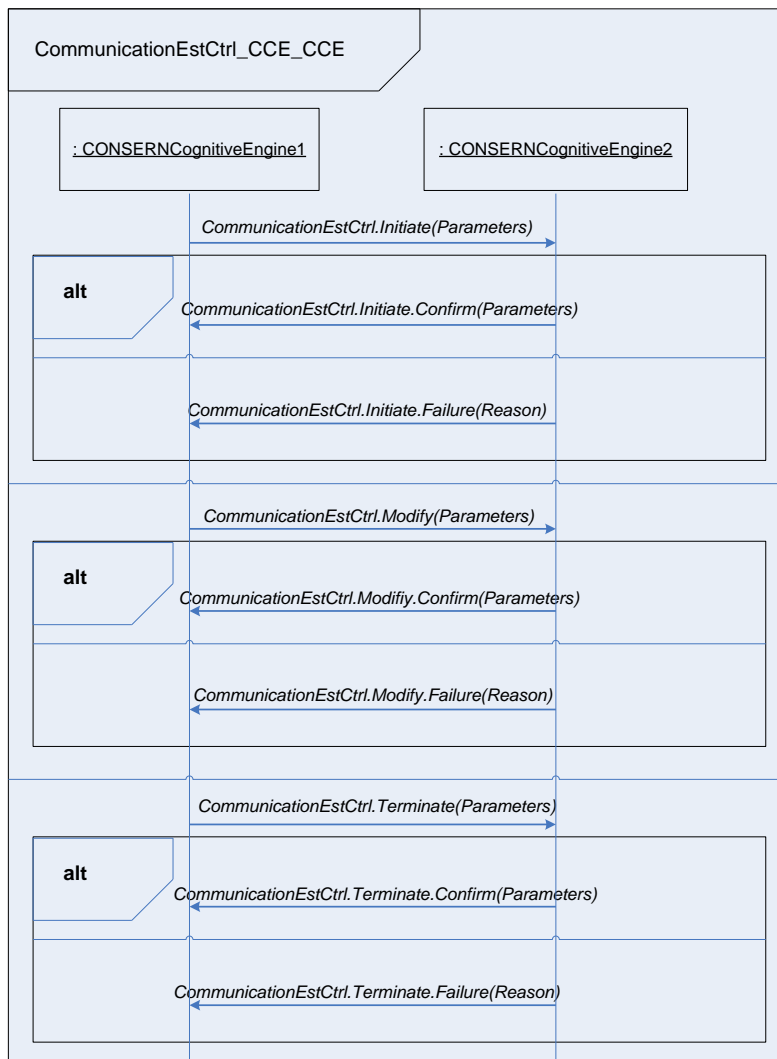 CommunicationEstCtrl_CCE_CCE
: CONSERNCognitiveEngine1
: CONSERNCognitiveEngine2
CommunicationEstCtrl.Initiate(Parameters)
alt
CommunicationEstCtrl.Initiate.Confirm(Parameters)
CommunicationEstCtrl.Initiate.Failure(Reason)
CommunicationEstCtrl.Modify(Parameters)
alt
CommunicationEstCtrl.Modifiy.Confirm(Parameters)
CommunicationEstCtrl.Modify.Failure(Reason)
CommunicationEstCtrl.Terminate(Parameters)
alt
CommunicationEstCtrl.Terminate.Confirm(Parameters)
CommunicationEstCtrl.Terminate.Failure(Reason)